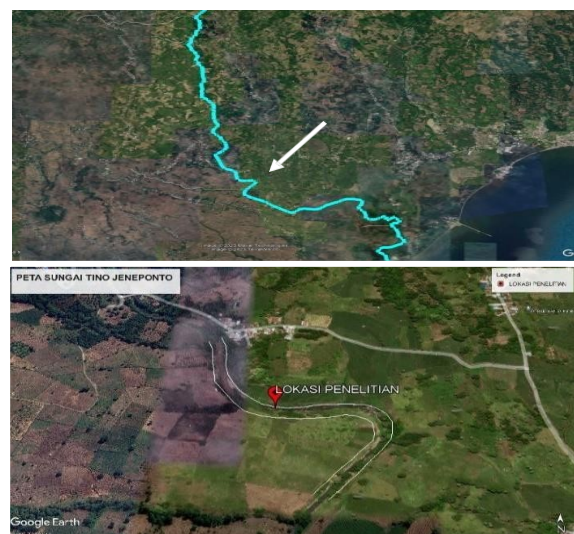 PETA SUNGAI TINO JENEPONTO
Legend
LOKASI PENELITIAN
LOKASI PENELITIAN
Google Earth
N